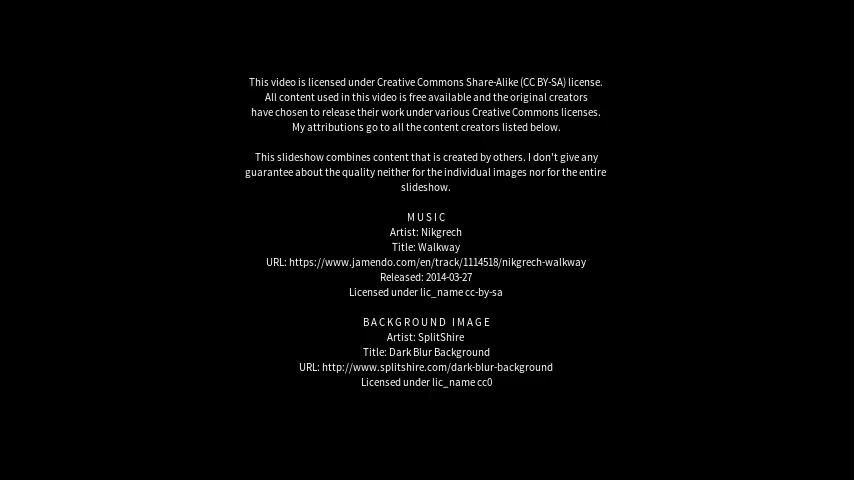 This video is licensed under Creative Commons Share-Alike (CC BY-SA) license.
All content used in this video is free available and the original creators
have chosen to release their work under various Creative Commons licenses.
My attributions go to all the content creators listed below.
This slideshow combines content that is created by others. I don't give any
guarantee about the quality neither for the individual images nor for the entire
slideshow.
MUSIC
Artist: Nikgrech
Title: Walkway
URL: https://www.jamendo.com/en/track/1114518/nikgrech-walkway
Released: 2014-03-27
Licensed under lic_name cc-by-sa
BACKGROUND IMAGE
Artist: SplitShire
Title: Dark Blur Background
URL: http://www.splitshire.com/dark-blur-background
Licensed under lic_name cc0